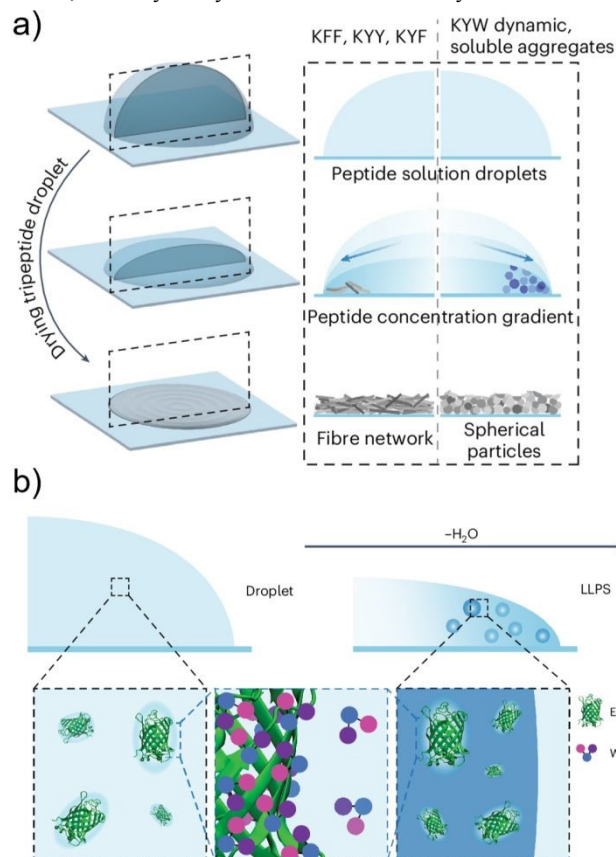 a)
KFF, KYY, KYF
KYW dynamic,
soluble aggregates
Drying tripeptide droplet
Peptide solution droplets
Peptide concentration gradient
Fibre network
Spherical
particles
b)
–H₂O
Droplet
LLPS
E
W